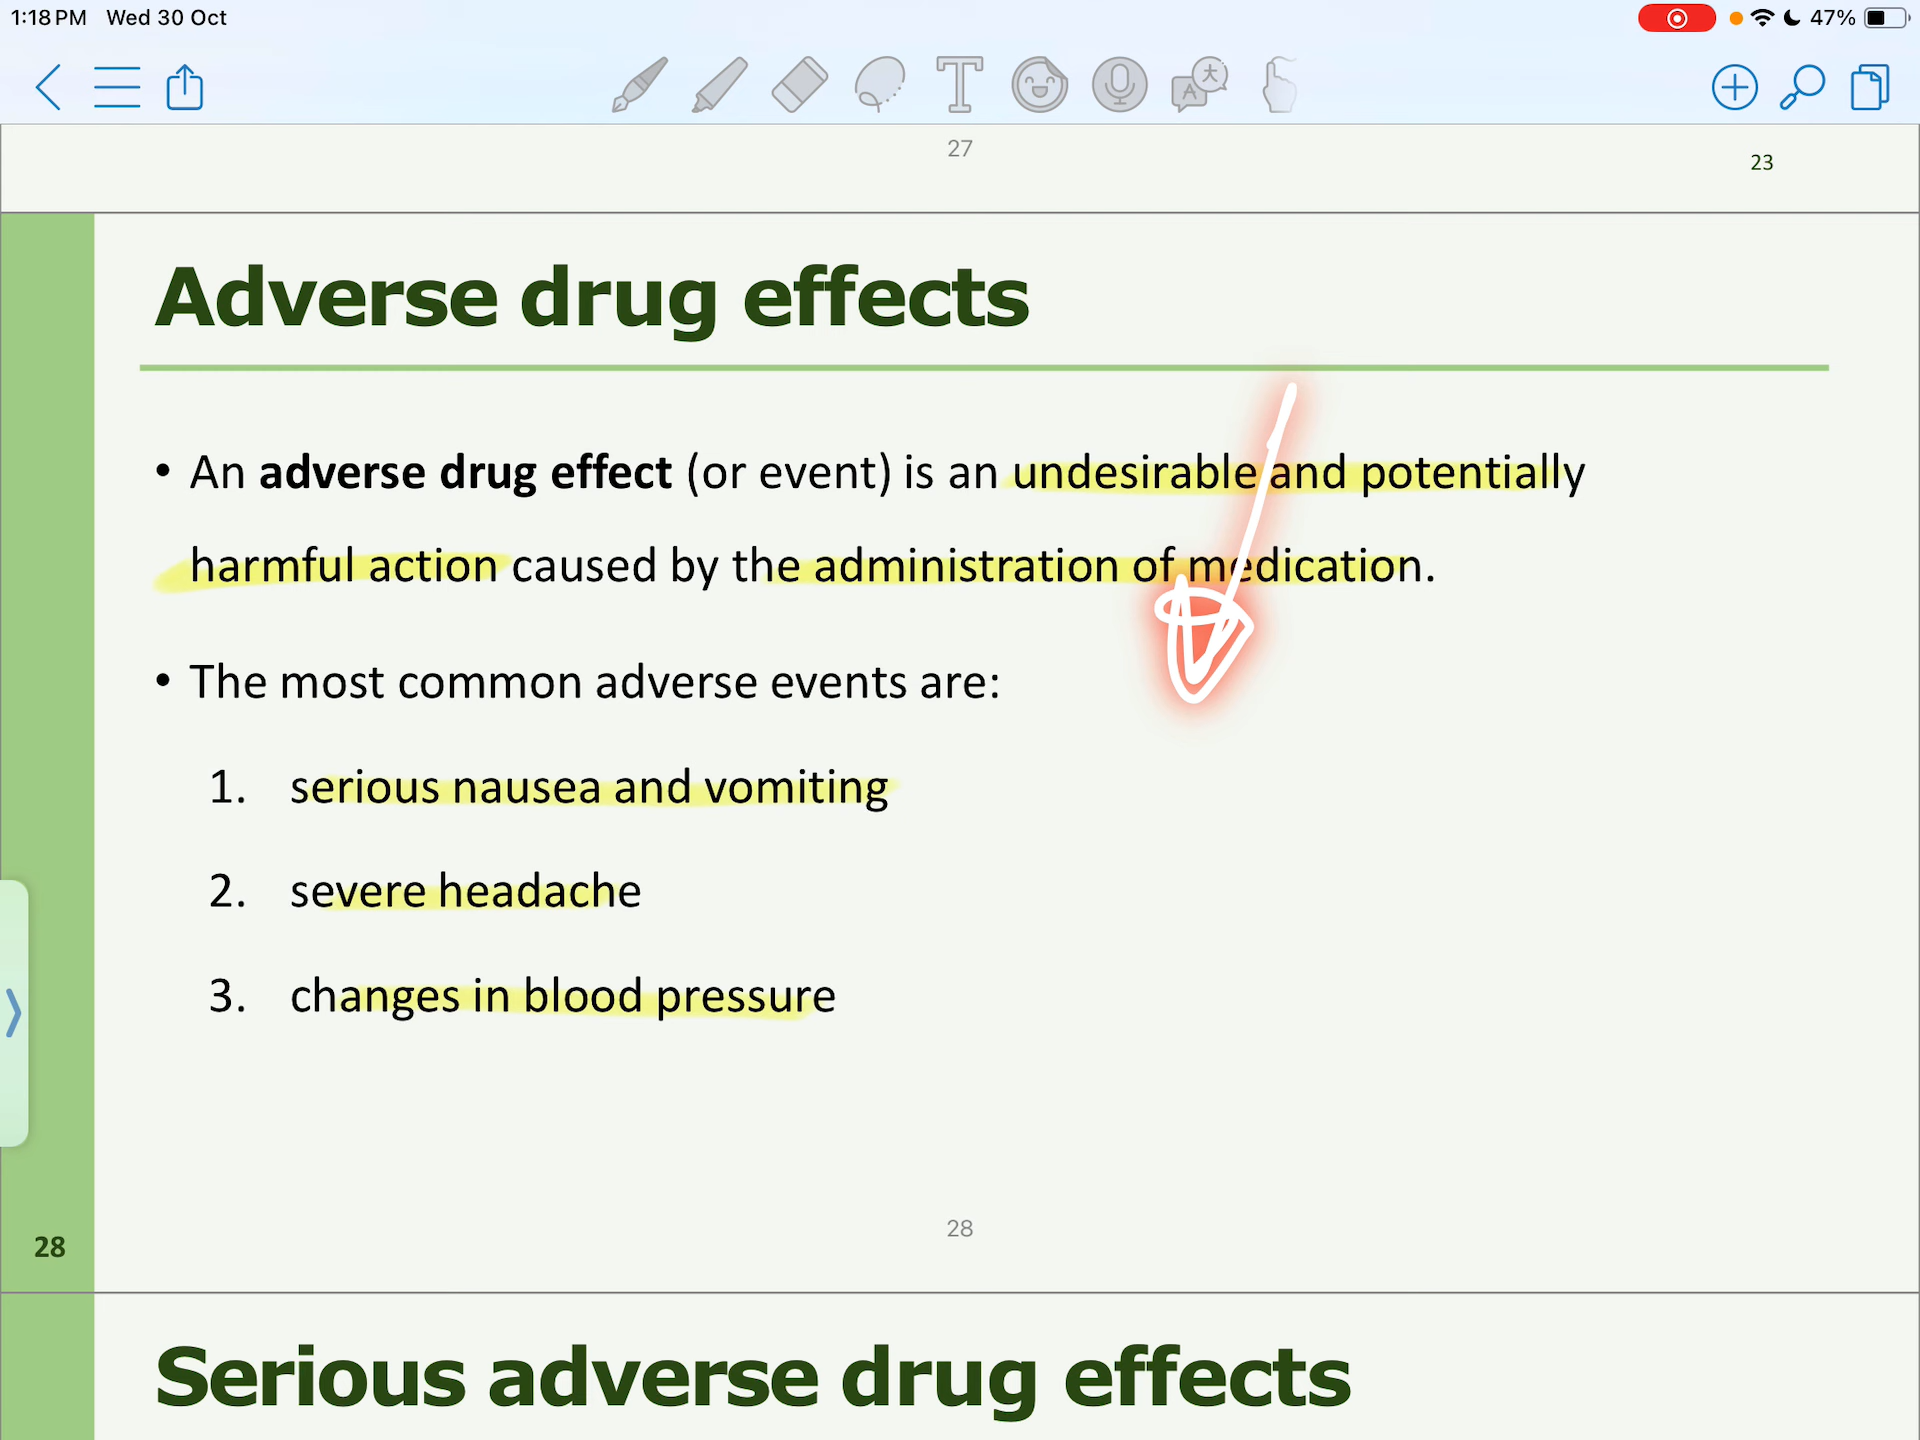 1:18 PM Wed 30 Oct 47%
27
23
Adverse drug effects
• An adverse drug effect (or event) is an undesirable and potentially
harmful action caused by the administration of medication.
• The most common adverse events are:
1. serious nausea and vomiting
2. severe headache
3. changes in blood pressure
28
28
Serious adverse drug effects